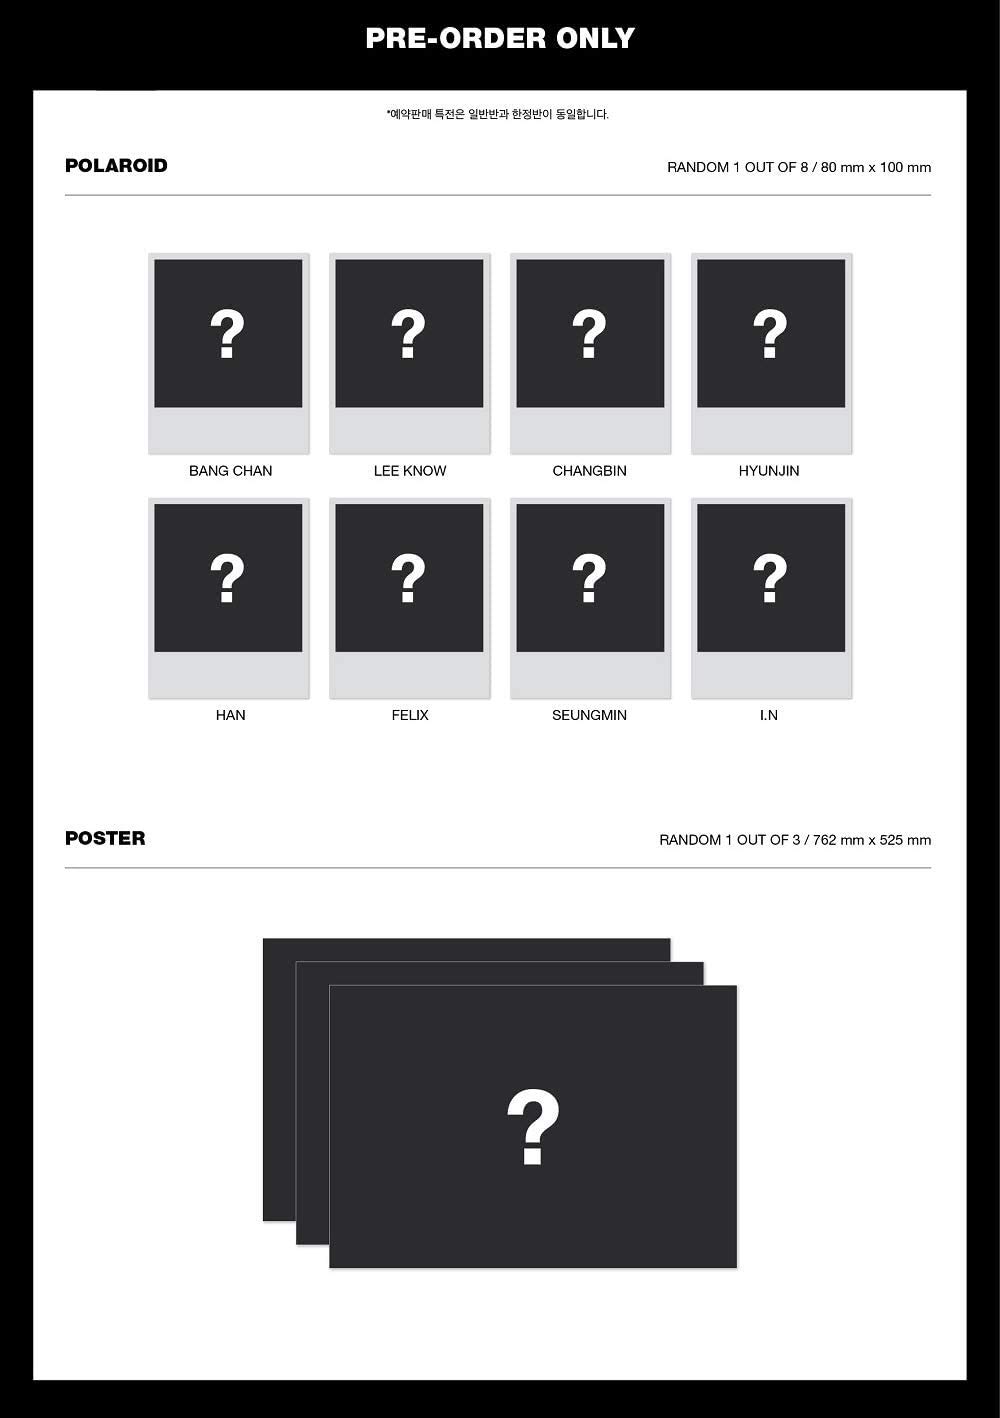 PRE-ORDER ONLY
*예약판매 특전은 일반반과 한정반이 동일합니다.
POLAROID
RANDOM 1 OUT OF 8 / 80 mm x 100 mm
? ? ? ?
BANG CHAN LEE KNOW CHANGBIN HYUNJIN
? ? ? ?
HAN FELIX SEUNGMIN I.N
POSTER
RANDOM 1 OUT OF 3 / 762 mm x 525 mm
?